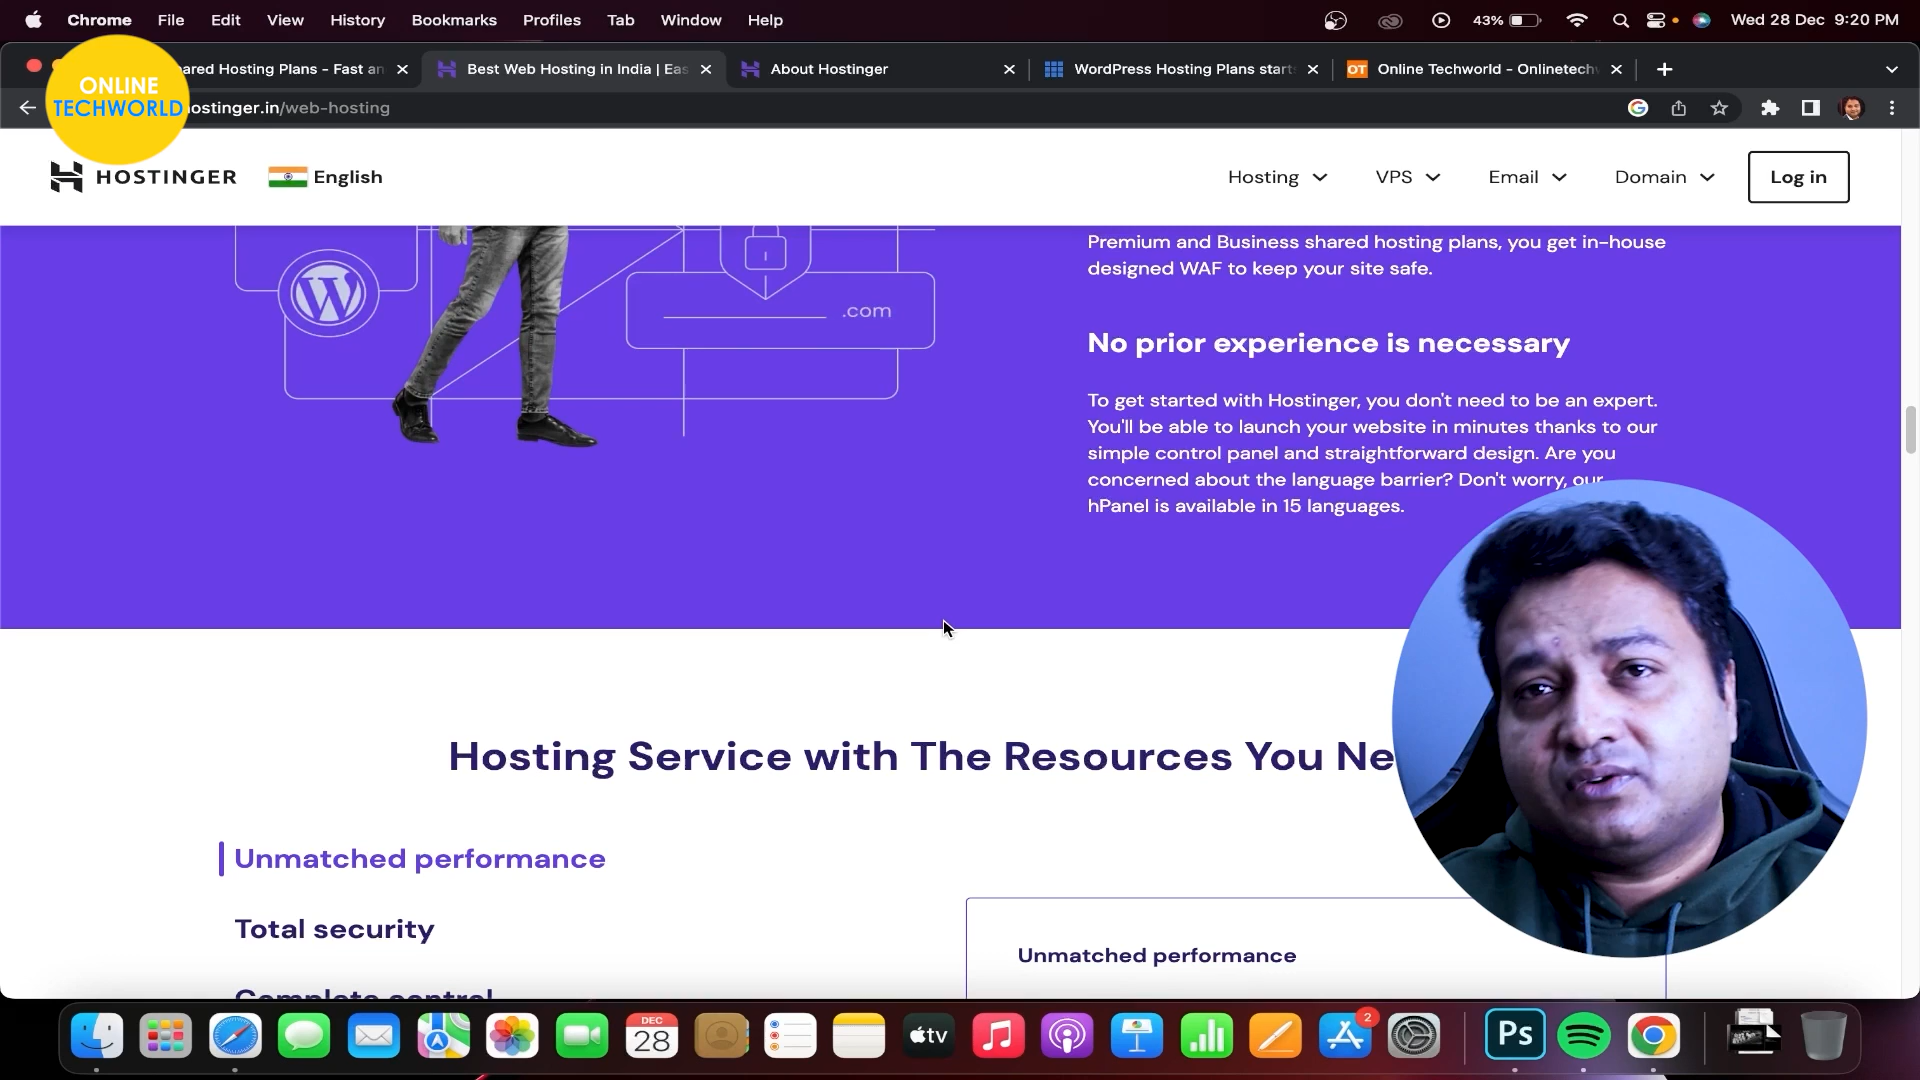 Chrome File Edit View History Bookmarks Profiles Tab Window Help
43% Wed 28 Dec 9:20 PM
ONLINE
TECHWORLD
ared Hosting Plans - Fast an
Best Web Hosting in India | Eas
About Hostinger
WordPress Hosting Plans start
OT Online Techworld - Onlinetech
ostinger.in/web-hosting
HOSTINGER English
Hosting VPS Email Domain Log in
.com
Premium and Business shared hosting plans, you get in-house
designed WAF to keep your site safe.
No prior experience is necessary
To get started with Hostinger, you don't need to be an expert.
You'll be able to launch your website in minutes thanks to our
simple control panel and straightforward design. Are you
concerned about the language barrier? Don't worry, our
hPanel is available in 15 languages.
Hosting Service with The Resources You Ne
Unmatched performance
Total security
Complete control
Unmatched performance
DEC
28
tv
2
Ps